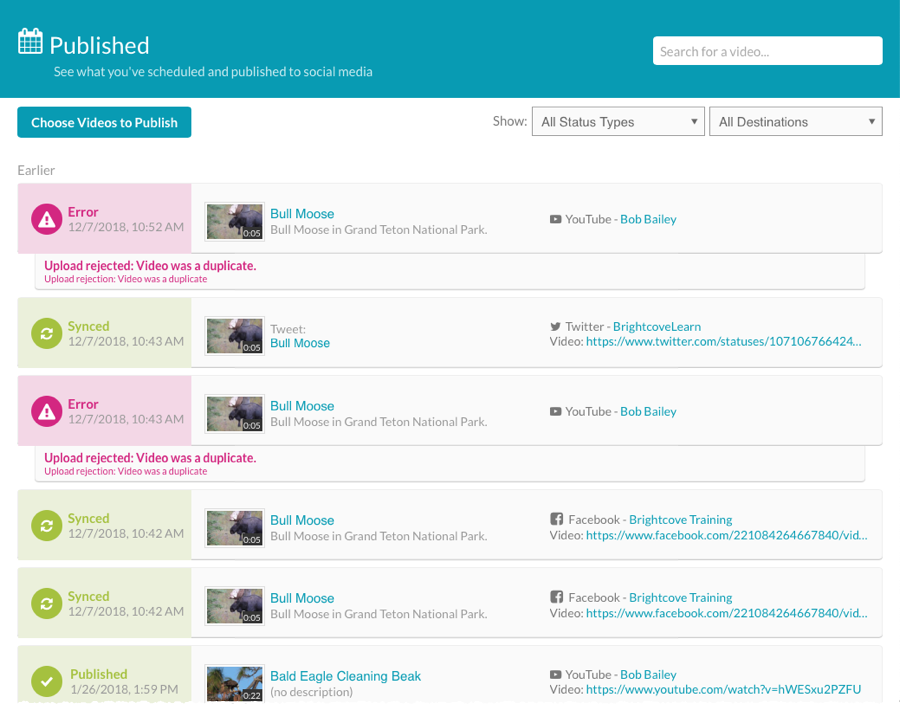 Published
Search for a video...
See what you've scheduled and published to social media
Choose Videos to Publish
Show: All Status Types All Destinations
Earlier
Error
12/7/2018, 10:52 AM
0:05
Bull Moose
Bull Moose in Grand Teton National Park.
YouTube - Bob Bailey
Upload rejected: Video was a duplicate.
Upload rejection: Video was a duplicate
Synced
12/7/2018, 10:43 AM
0:05
Tweet:
Bull Moose
Twitter - BrightcoveLearn
Video: https://www.twitter.com/statuses/107106766424...
Error
12/7/2018, 10:43 AM
0:05
Bull Moose
Bull Moose in Grand Teton National Park.
YouTube - Bob Bailey
Upload rejected: Video was a duplicate.
Upload rejection: Video was a duplicate
Synced
12/7/2018, 10:42 AM
0:05
Bull Moose
Bull Moose in Grand Teton National Park.
Facebook - Brightcove Training
Video: https://www.facebook.com/221084264667840/vid...
Synced
12/7/2018, 10:42 AM
0:05
Bull Moose
Bull Moose in Grand Teton National Park.
Facebook - Brightcove Training
Video: https://www.facebook.com/221084264667840/vid...
Published
1/26/2018, 1:59 PM
0:22
Bald Eagle Cleaning Beak
(no description)
YouTube - Bob Bailey
Video: https://www.youtube.com/watch?v=hWESxu2PZFU